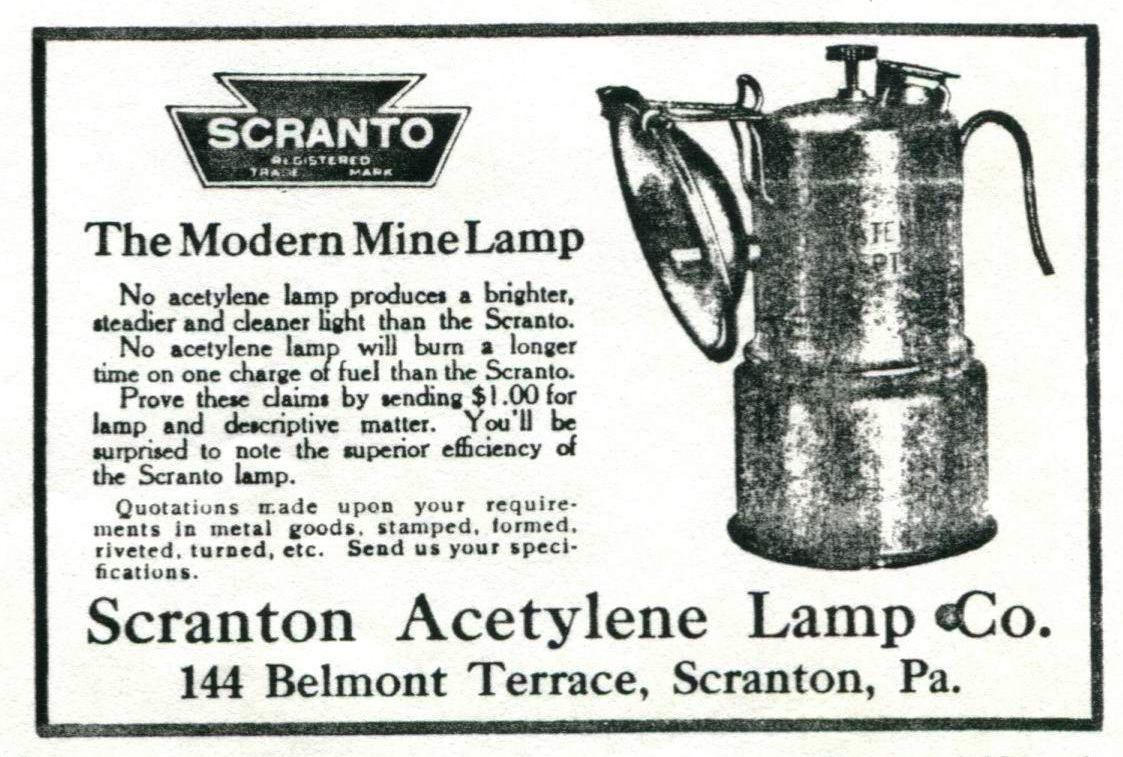 SCRANTO
REGISTERED
TRADE MARK
The Modern Mine Lamp
No acetylene lamp produces a brighter,
steadier and cleaner light than the Scranto.
No acetylene lamp will burn a longer
time on one charge of fuel than the Scranto.
Prove these claims by sending $1.00 for
lamp and descriptive matter. You'll be
surprised to note the superior efficiency of
the Scranto lamp.
Quotations made upon your require-
ments in metal goods, stamped, formed,
riveted, turned, etc. Send us your speci-
fications.
Scranton Acetylene Lamp Co.
144 Belmont Terrace, Scranton, Pa.